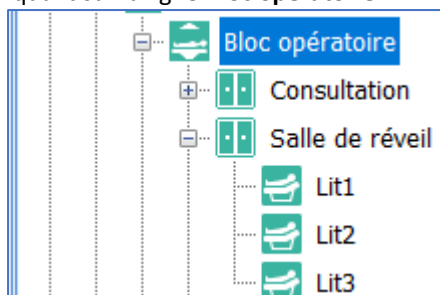 Bloc opératoire
Consultation
Salle de réveil
Lit1
Lit2
Lit3